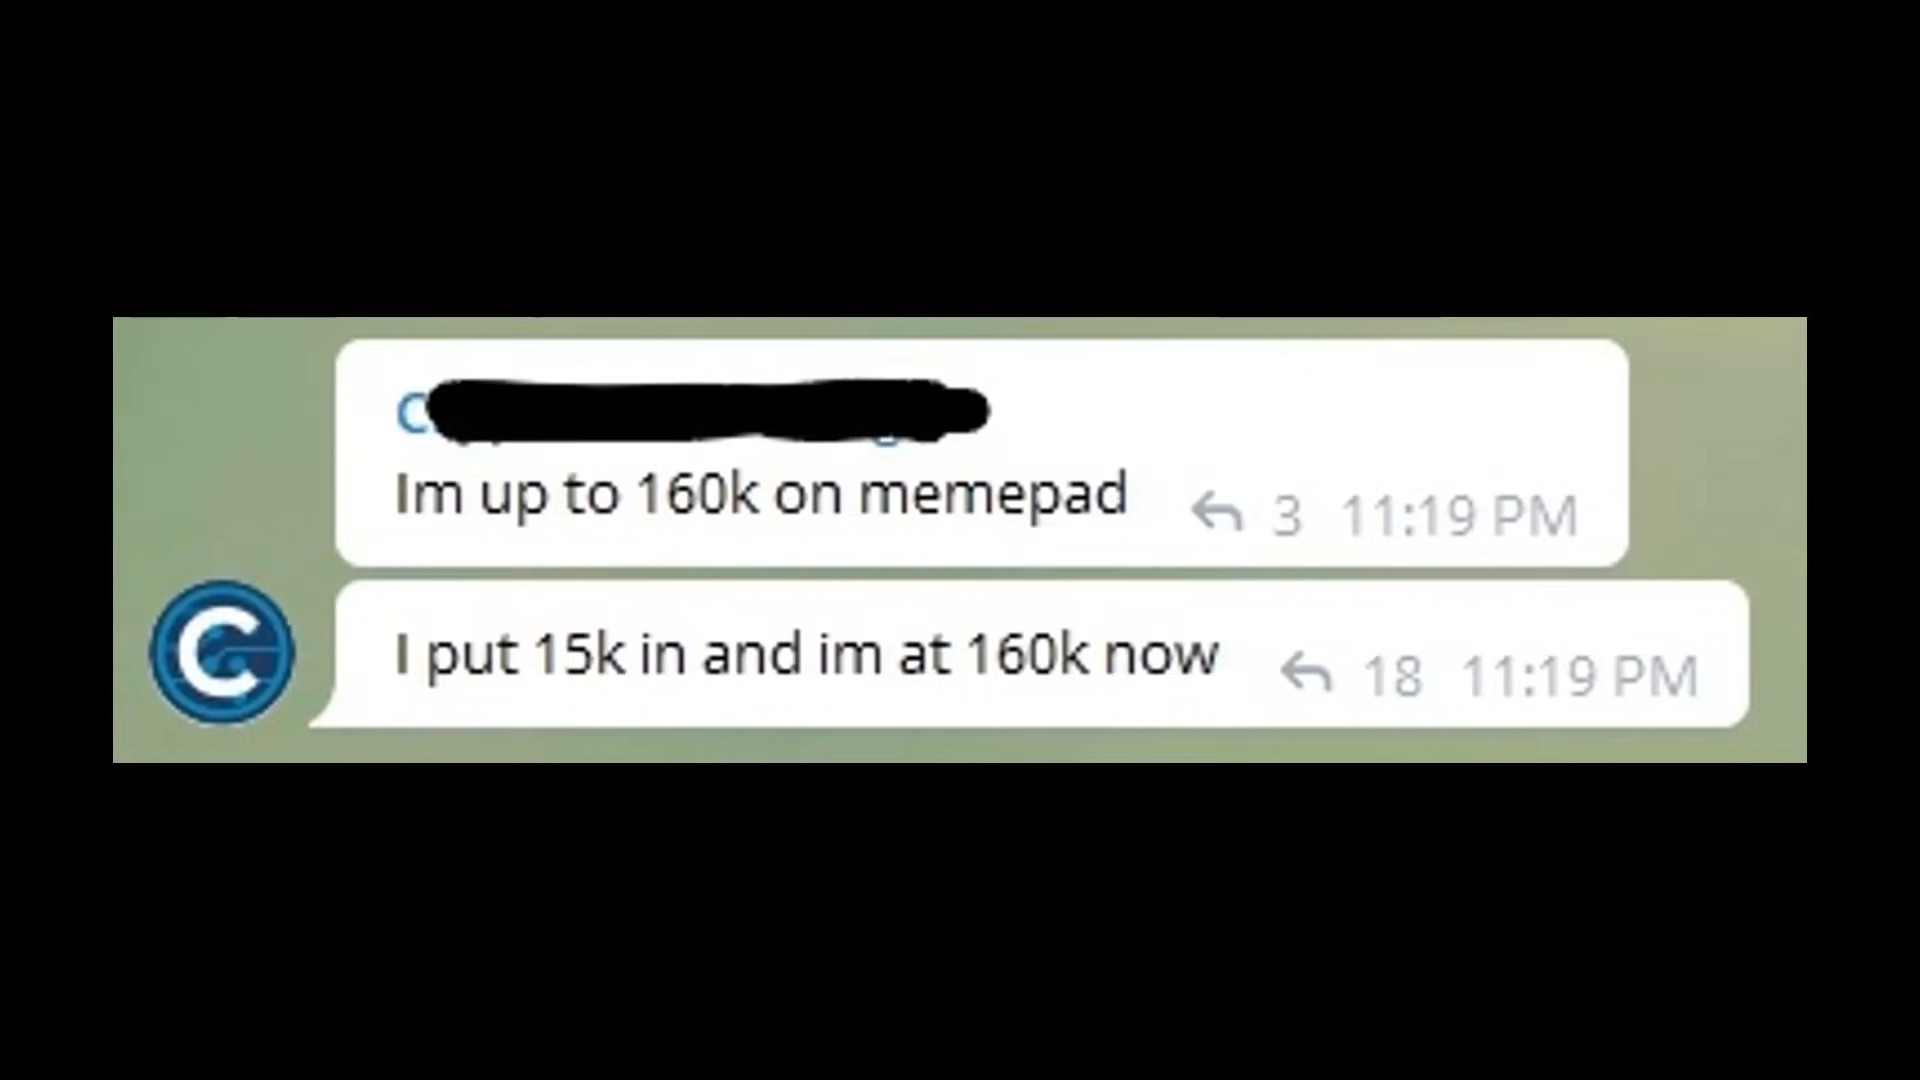 Im up to 160k on memepad 3 11:19 PM
C
I put 15k in and im at 160k now 18 11:19 PM